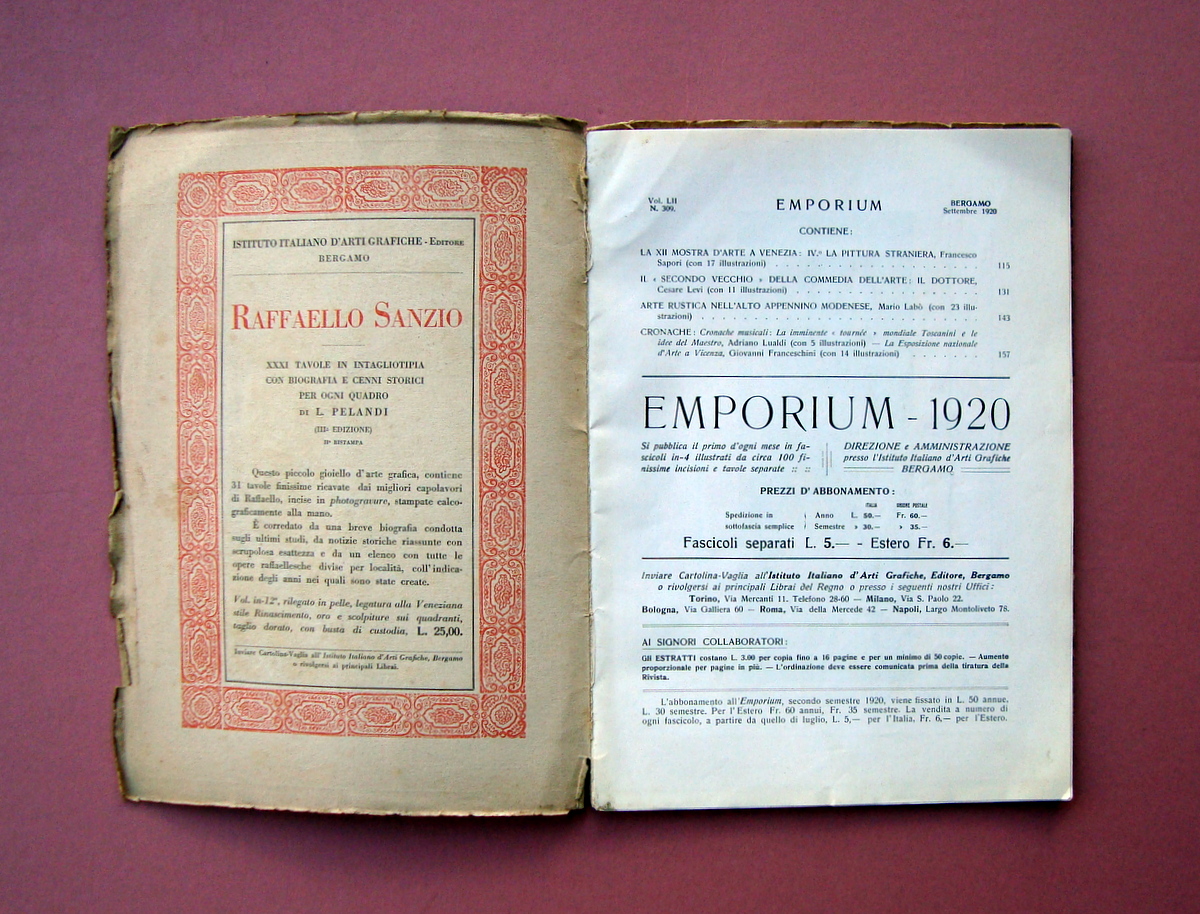 ISTITUTO ITALIANO D'ARTI GRAFICHE - EDITORE
BERGAMO
RAFFAELLO SANZIO
XXXI TAVOLE IN INTAGLIOTIPIA
CON BIOGRAFIA E CENNI STORICI
PER OGNI QUADRO
DI L. PELANDI
(IIIª EDIZIONE)
IIª RISTAMPA
Questo piccolo gioiello d'arte grafica, contiene
31 tavole finissime ricavate dai migliori capolavori
di Raffaello, incise in photogravure, stampate calco-
graficamente alla mano.
È corredato da una breve biografia condotta
sugli ultimi studi, da notizie storiche riassunte con
scrupolosa esattezza e da un elenco con tutte le
opere raffaellesche divise per località, coll'indica-
zione degli anni nei quali sono state create.
Vol. in-12º, rilegato in pelle, legatura alla Veneziana
stile Rinascimento, oro e scolpiture sui quadranti,
taglio dorato, con busta di custodia, L. 25,00.
Inviare Cartolina-Vaglia all'Istituto Italiano d'Arti Grafiche, Bergamo
o rivolgersi ai principali Librai.
Vol. LII
N. 309.
EMPORIUM
BERGAMO
Settembre 1920
CONTIENE:
LA XII MOSTRA D'ARTE A VENEZIA: IV.º LA PITTURA STRANIERA, Francesco
Sapori (con 17 illustrazioni) . . . . . . . . . . . . . . . . . 115
IL « SECONDO VECCHIO » DELLA COMMEDIA DELL'ARTE: IL DOTTORE,
Cesare Levi (con 11 illustrazioni) . . . . . . . . . . . . . . . 131
ARTE RUSTICA NELL'ALTO APPENNINO MODENESE, Mario Labò (con 23 illu-
strazioni) . . . . . . . . . . . . . . . . . . . . . . . . 143
CRONACHE: Cronache musicali: La imminente « tournée » mondiale Toscanini e le
idee del Maestro, Adriano Lualdi (con 5 illustrazioni) — La Esposizione nazionale
d'Arte a Vicenza, Giovanni Franceschini (con 14 illustrazioni) . . . . . . . 157
EMPORIUM - 1920
Si pubblica il primo d'ogni mese in fa-
scicoli in-4 illustrati da circa 100 fi-
nissime incisioni e tavole separate :: ::
DIREZIONE e AMMINISTRAZIONE
presso l'Istituto Italiano d'Arti Grafiche
BERGAMO
PREZZI D'ABBONAMENTO:
ITALIA UNIONE POSTALE
Spedizione in Anno L. 50.— Fr. 60.—
sottofascia semplice Semestre » 30.— » 35.—
Fascicoli separati L. 5.— - Estero Fr. 6.—
Inviare Cartolina-Vaglia all'Istituto Italiano d'Arti Grafiche, Editore, Bergamo
o rivolgersi ai principali Librai del Regno o presso i seguenti nostri Uffici:
Torino, Via Mercanti 11. Telefono 28-60 — Milano, Via S. Paolo 22.
Bologna, Via Galliera 60 — Roma, Via della Mercede 42 — Napoli, Largo Montoliveto 78.
AI SIGNORI COLLABORATORI:
GLI ESTRATTI costano L. 3.00 per copia fino a 16 pagine e per un minimo di 50 copie. — Aumento
proporzionale per pagine in più. — L'ordinazione deve essere comunicata prima della tiratura della
Rivista.
L'abbonamento all'Emporium, secondo semestre 1920, viene fissato in L. 50 annue.
L. 30 semestre. Per l'Estero Fr. 60 annui, Fr. 35 semestre. La vendita a numero di
ogni fascicolo, a partire da quello di luglio, L. 5,— per l'Italia, Fr. 6,— per l'Estero.